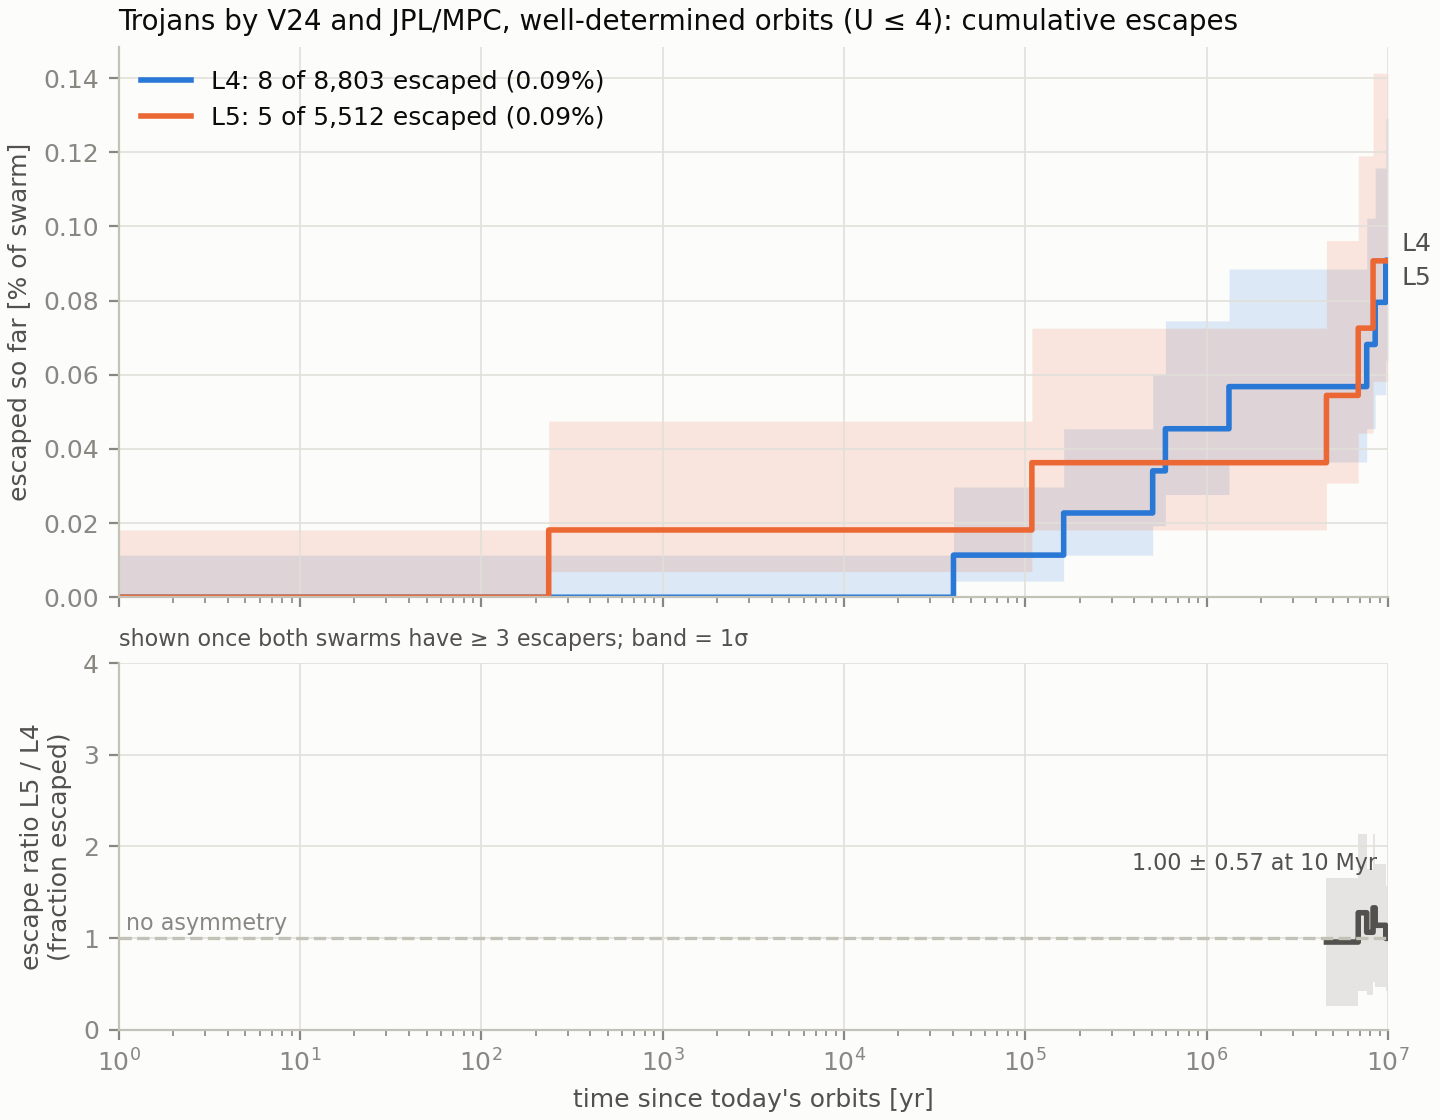 Trojans by V24 and JPL/MPC, well-determined orbits (U ≤ 4): cumulative escapes
L4: 8 of 8,803 escaped (0.09%)
L5: 5 of 5,512 escaped (0.09%)
escaped so far [% of swarm]
0.14
0.12
0.10
0.08
0.06
0.04
0.02
0.00
L4
L5
shown once both swarms have ≥ 3 escapers; band = 1σ
escape ratio L5 / L4
(fraction escaped)
4
3
2
1
0
1.00 ± 0.57 at 10 Myr
no asymmetry
10⁰ 10¹ 10² 10³ 10⁴ 10⁵ 10⁶ 10⁷
time since today's orbits [yr]